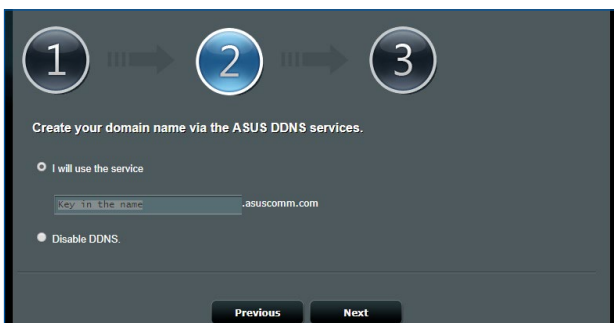 1 2 3
Create your domain name via the ASUS DDNS services.
I will use the service
Key in the name .asuscomm.com
Disable DDNS.
Previous Next